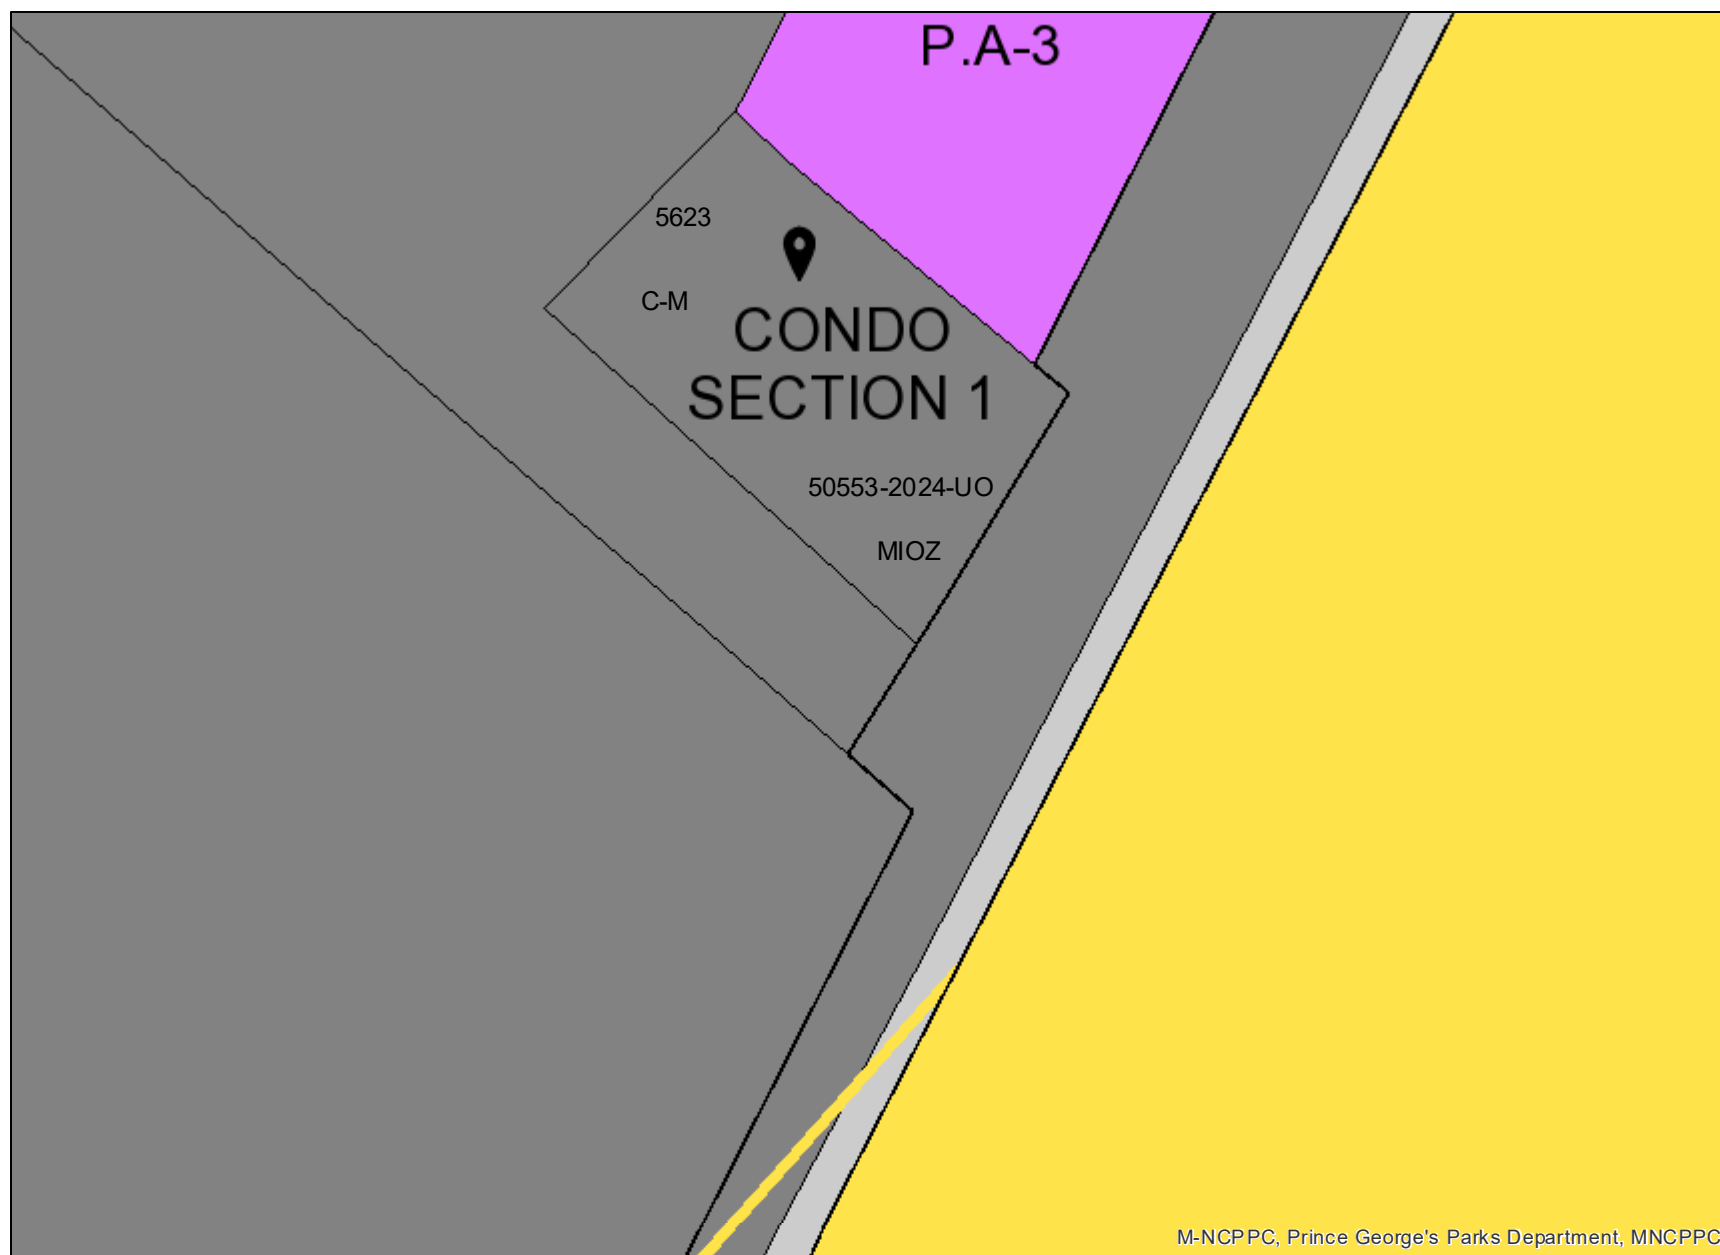 P.A-3
5623
C-M
CONDO
SECTION 1
50553-2024-UO
MIOZ
M-NCPPC, Prince George's Parks Department, MNCPPC